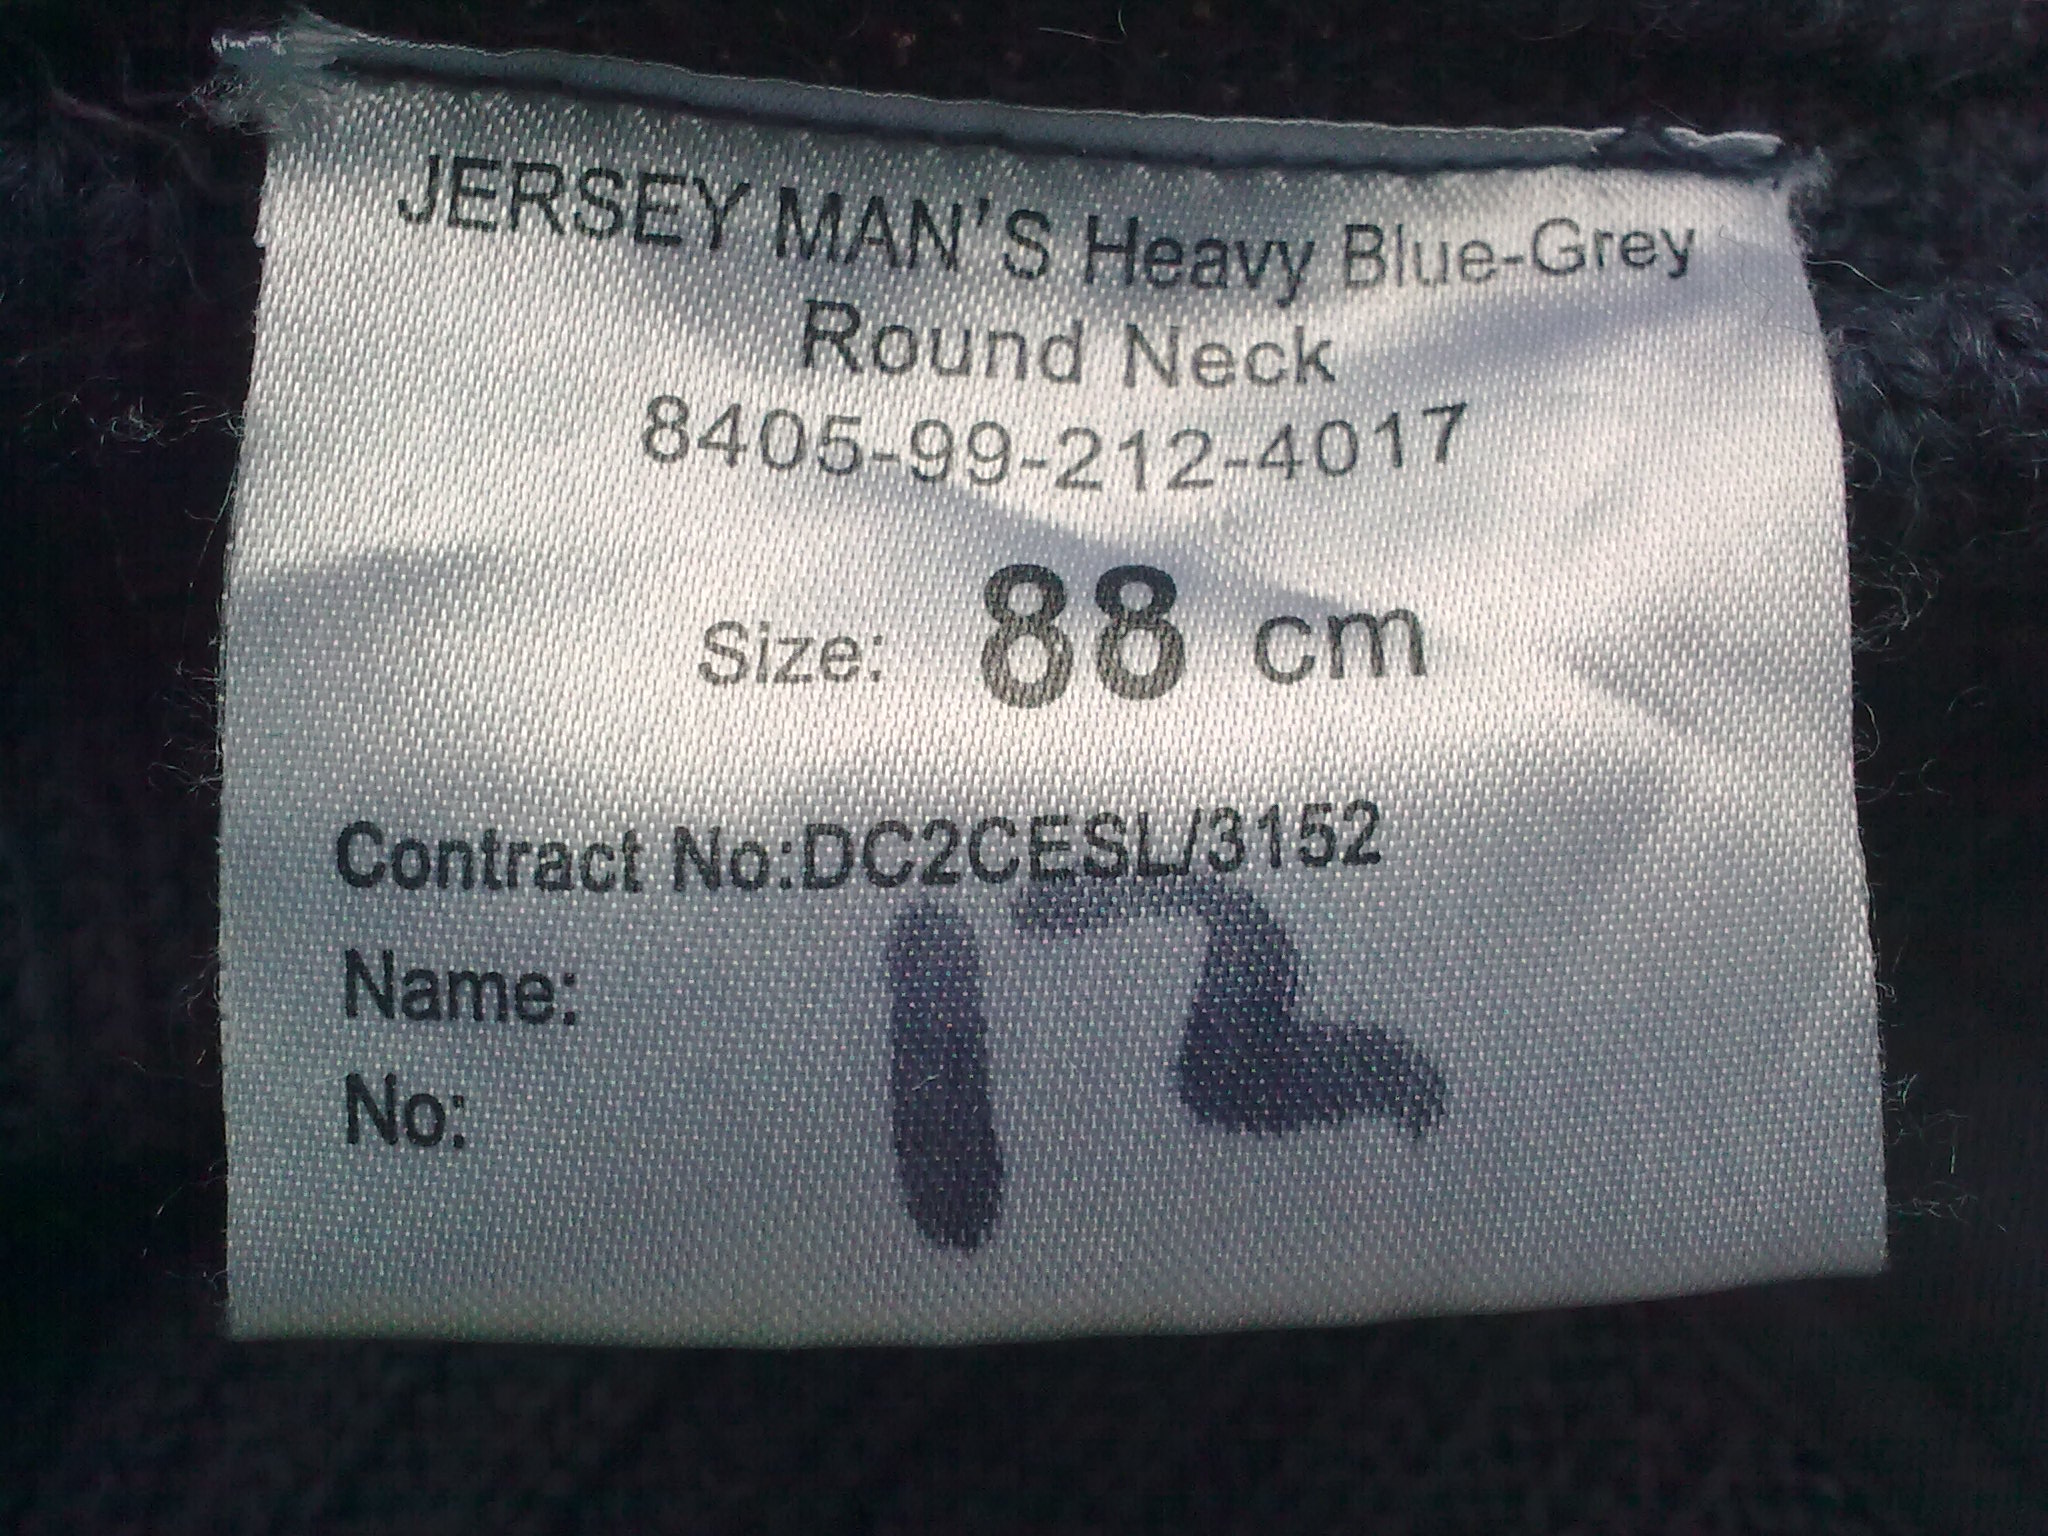 JERSEY MAN'S Heavy Blue-Grey
Round Neck
8405-99-212-4017
Size: 88 cm
Contract No:DC2CESL/3152
Name:
No:
12